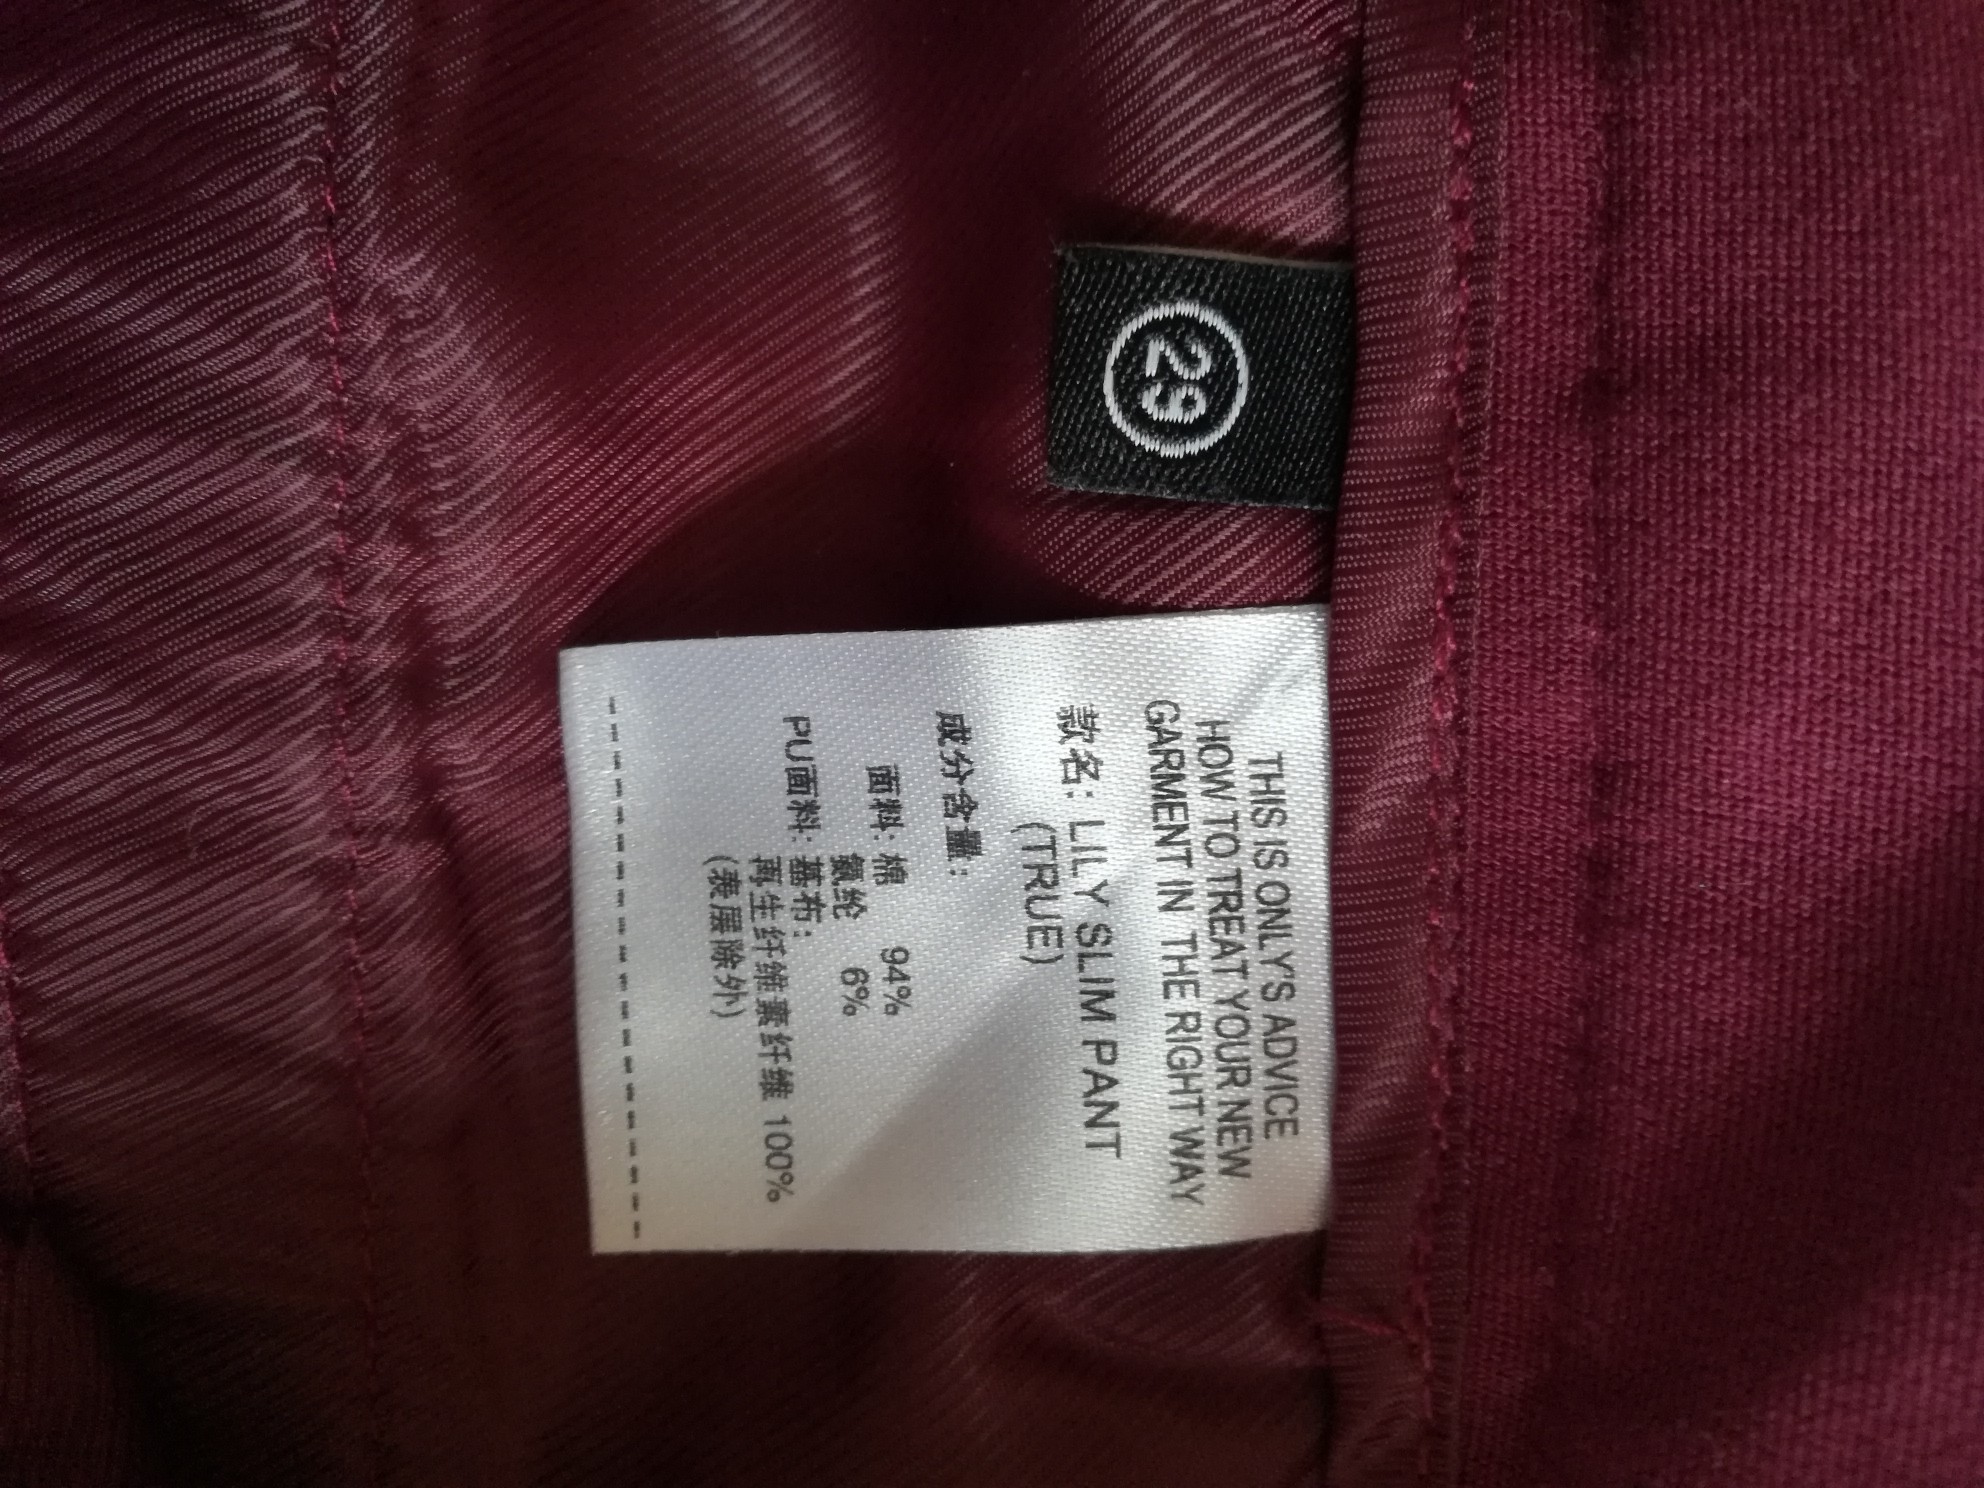 29
THIS IS ONLY'S ADVICE
HOW TO TREAT YOUR NEW
GARMENT IN THE RIGHT WAY
款名: LILY SLIM PANT
(TRUE)
成分含量:
面料: 棉 94%
氨纶 6%
PU面料: 基布:
再生纤维素纤维 100%
(表层除外)